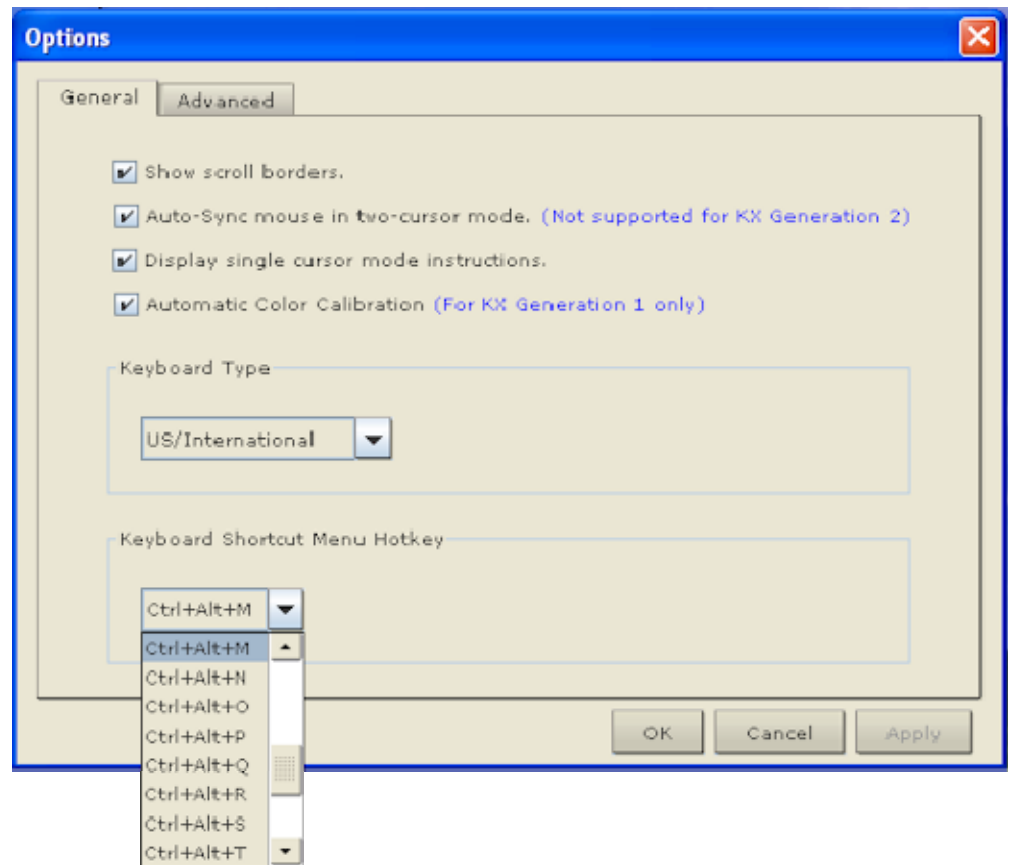 Options
General
Advanced
Show scroll borders.
Auto-Sync mouse in two-cursor mode. (Not supported for KX Generation 2)
Display single cursor mode instructions.
Automatic Color Calibration (For KX Generation 1 only)
Keyboard Type
US/International
Keyboard Shortcut Menu Hotkey
Ctrl+Alt+M
Ctrl+Alt+M
Ctrl+Alt+N
Ctrl+Alt+O
Ctrl+Alt+P
Ctrl+Alt+Q
Ctrl+Alt+R
Ctrl+Alt+S
Ctrl+Alt+T
OK
Cancel
Apply